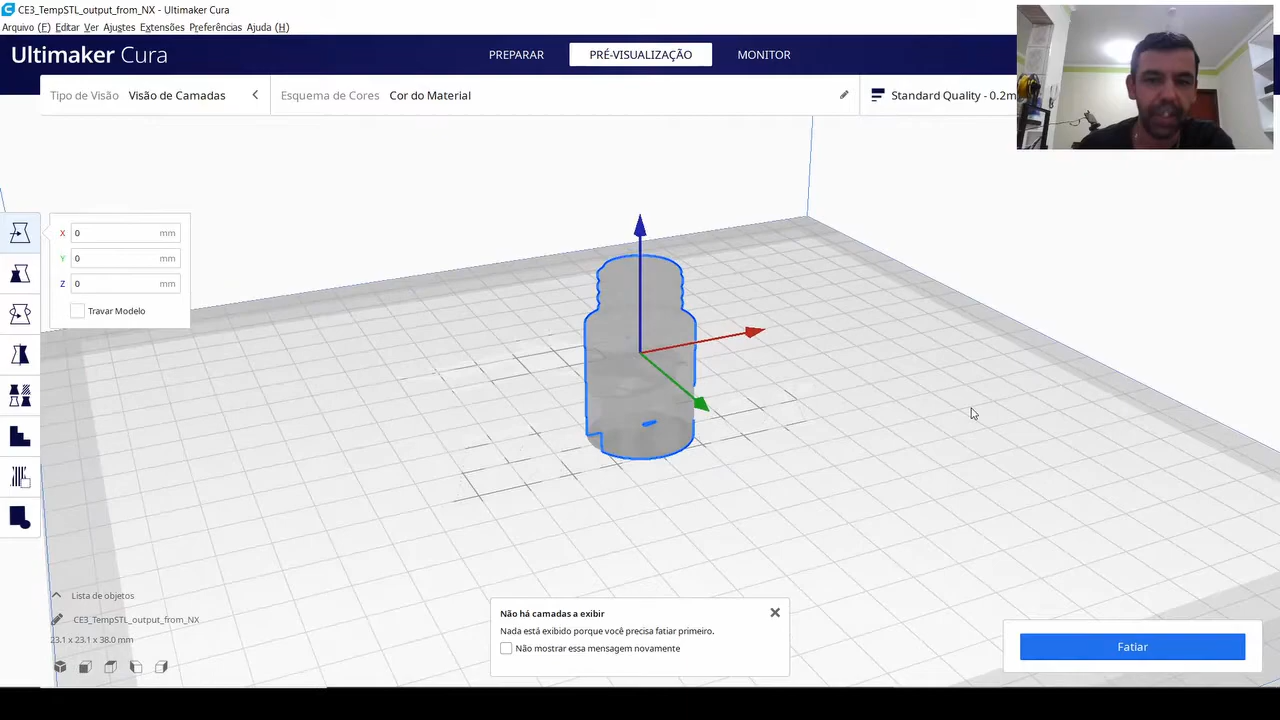 CE3_TempSTL_output_from_NX - Ultimaker Cura
Arquivo (F) Editar Ver Ajustes Extensões Preferências Ajuda (H)
Ultimaker Cura
PREPARAR PRÉ-VISUALIZAÇÃO MONITOR
Tipo de Visão Visão de Camadas Esquema de Cores Cor do Material Standard Quality - 0.2m
X 0 mm
Y 0 mm
Z 0 mm
Travar Modelo
Lista de objetos
CE3_TempSTL_output_from_NX
23.1 x 23.1 x 38.0 mm
Não há camadas a exibir
Nada está exibido porque você precisa fatiar primeiro.
Não mostrar essa mensagem novamente
Fatiar